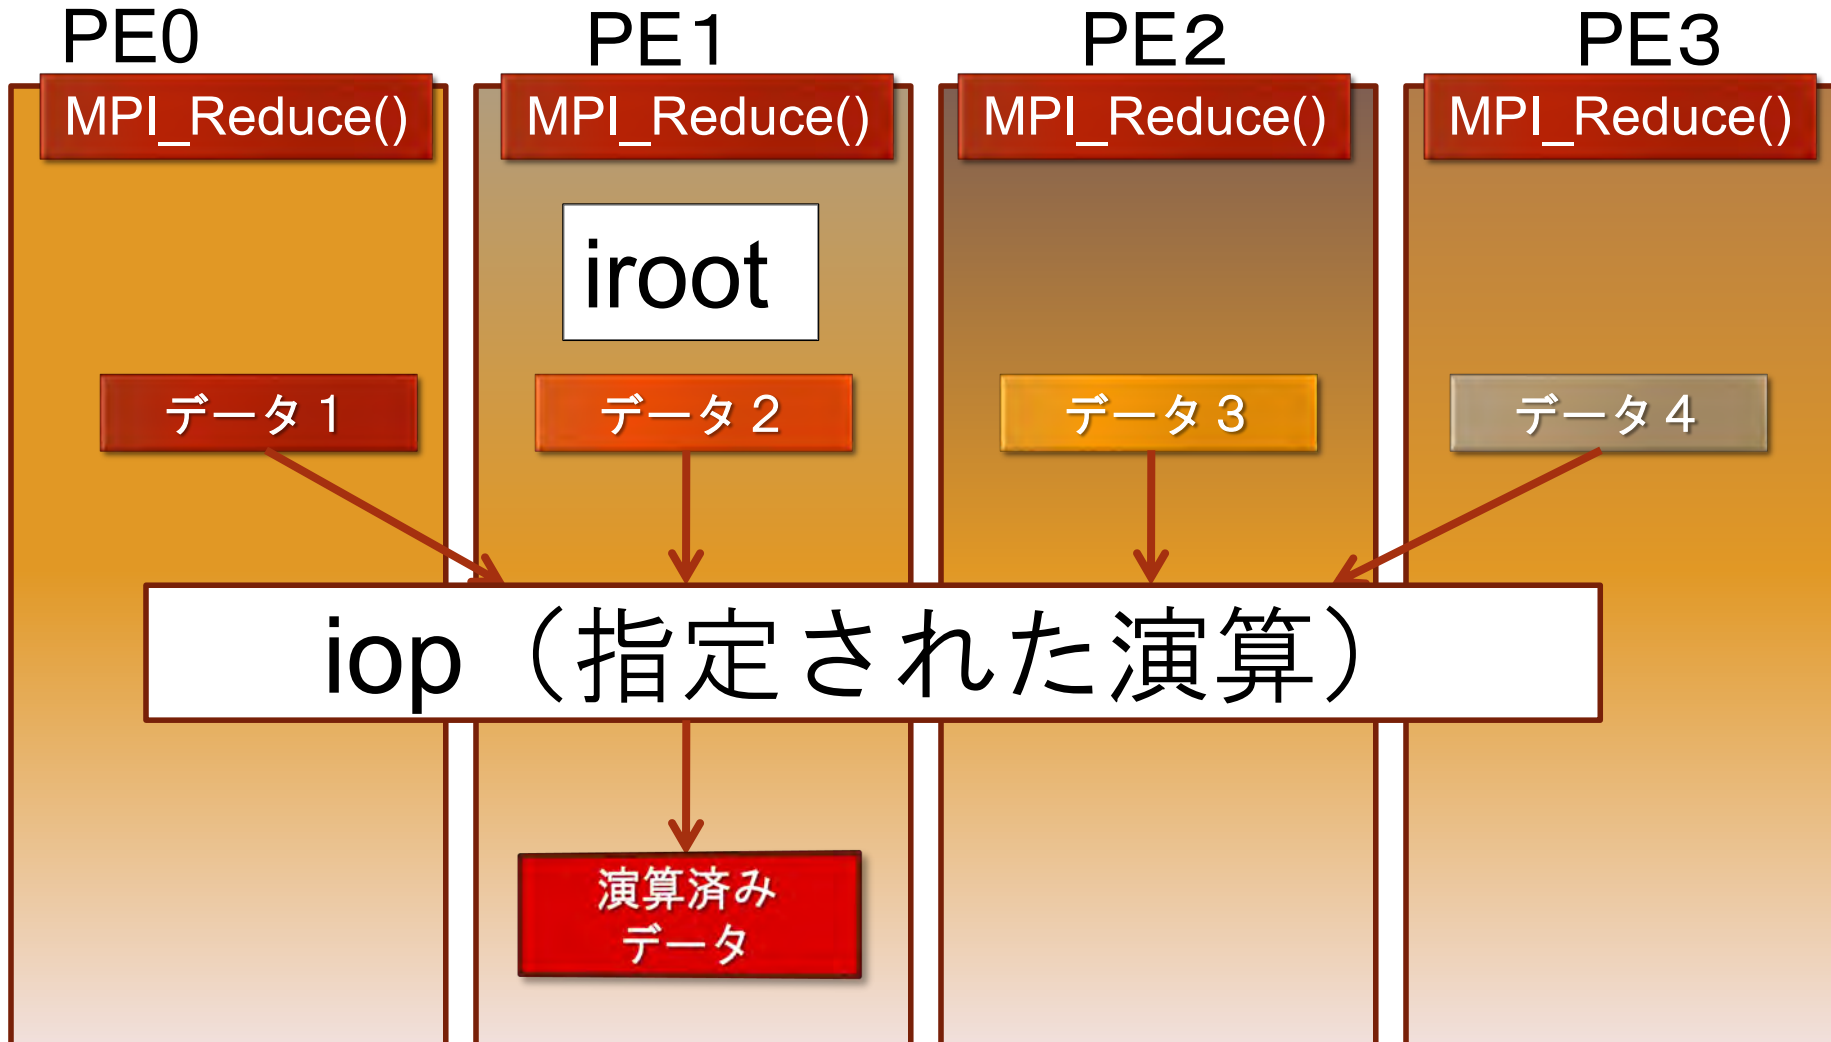 PE0
PE1
PE2
PE3
MPI_Reduce()
MPI_Reduce()
MPI_Reduce()
MPI_Reduce()
iroot
データ1
データ2
データ3
データ4
iop（指定された演算）
演算済み
データ